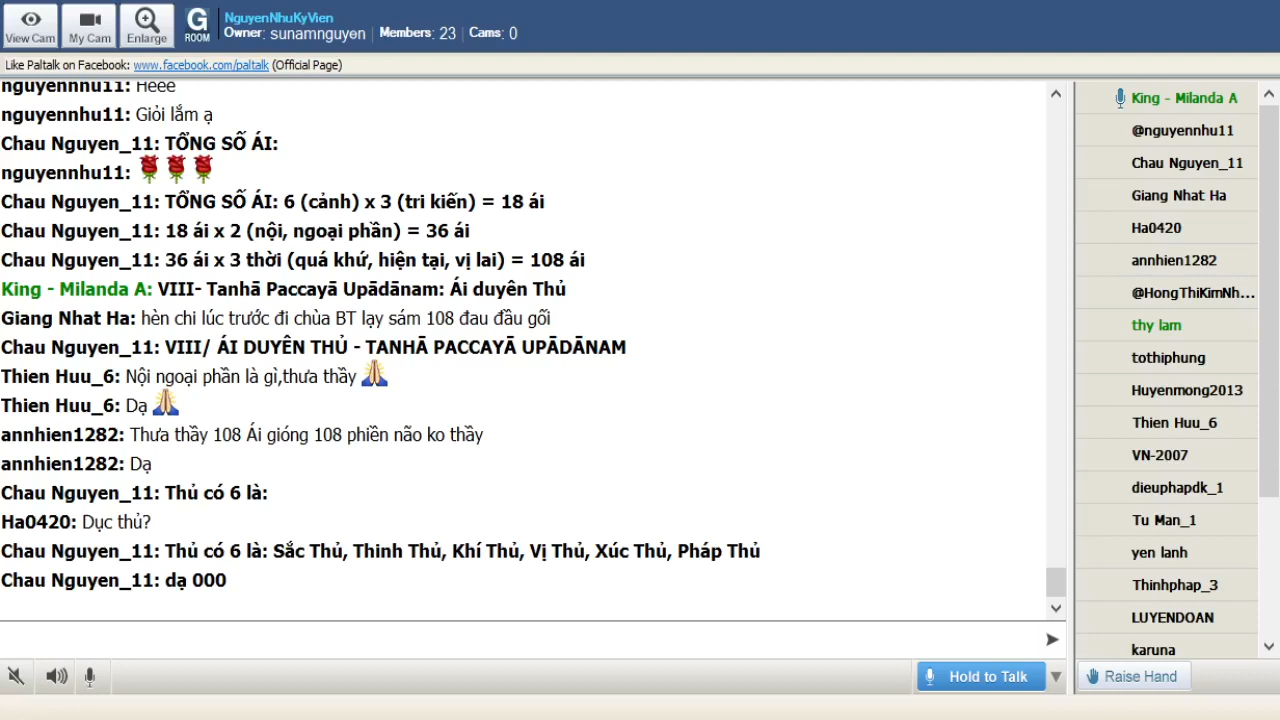 View Cam
My Cam
Enlarge
G
ROOM
NguyenNhuKyVien
Owner: sunamnguyen
Members: 23
Cams: 0
Like Paltalk on Facebook: www.facebook.com/paltalk (Official Page)
nguyennhu11: Heee
nguyennhu11: Giỏi lắm ạ
Chau Nguyen_11: TỔNG SỐ ÁI:
nguyennhu11:
Chau Nguyen_11: TỔNG SỐ ÁI: 6 (cảnh) x 3 (tri kiến) = 18 ái
Chau Nguyen_11: 18 ái x 2 (nội, ngoại phần) = 36 ái
Chau Nguyen_11: 36 ái x 3 thời (quá khứ, hiện tại, vị lai) = 108 ái
King - Milanda A: VIII- Tanhā Paccayā Upādānam: Ái duyên Thủ
Giang Nhat Ha: hèn chi lúc trước đi chùa BT lạy sám 108 đau đầu gối
Chau Nguyen_11: VIII/ ÁI DUYÊN THỦ - TANHĀ PACCAYĀ UPĀDĀNAM
Thien Huu_6: Nội ngoại phần là gì,thưa thầy
Thien Huu_6: Dạ
annhien1282: Thưa thầy 108 Ái gióng 108 phiền não ko thầy
annhien1282: Dạ
Chau Nguyen_11: Thủ có 6 là:
Ha0420: Dục thủ?
Chau Nguyen_11: Thủ có 6 là: Sắc Thủ, Thinh Thủ, Khí Thủ, Vị Thủ, Xúc Thủ, Pháp Thủ
Chau Nguyen_11: dạ 000
King - Milanda A
@nguyennhu11
Chau Nguyen_11
Giang Nhat Ha
Ha0420
annhien1282
@HongThiKimNh...
thy lam
tothiphung
Huyenmong2013
Thien Huu_6
VN-2007
dieuphapdk_1
Tu Man_1
yen lanh
Thinhphap_3
LUYENDOAN
karuna
Hold to Talk
Raise Hand